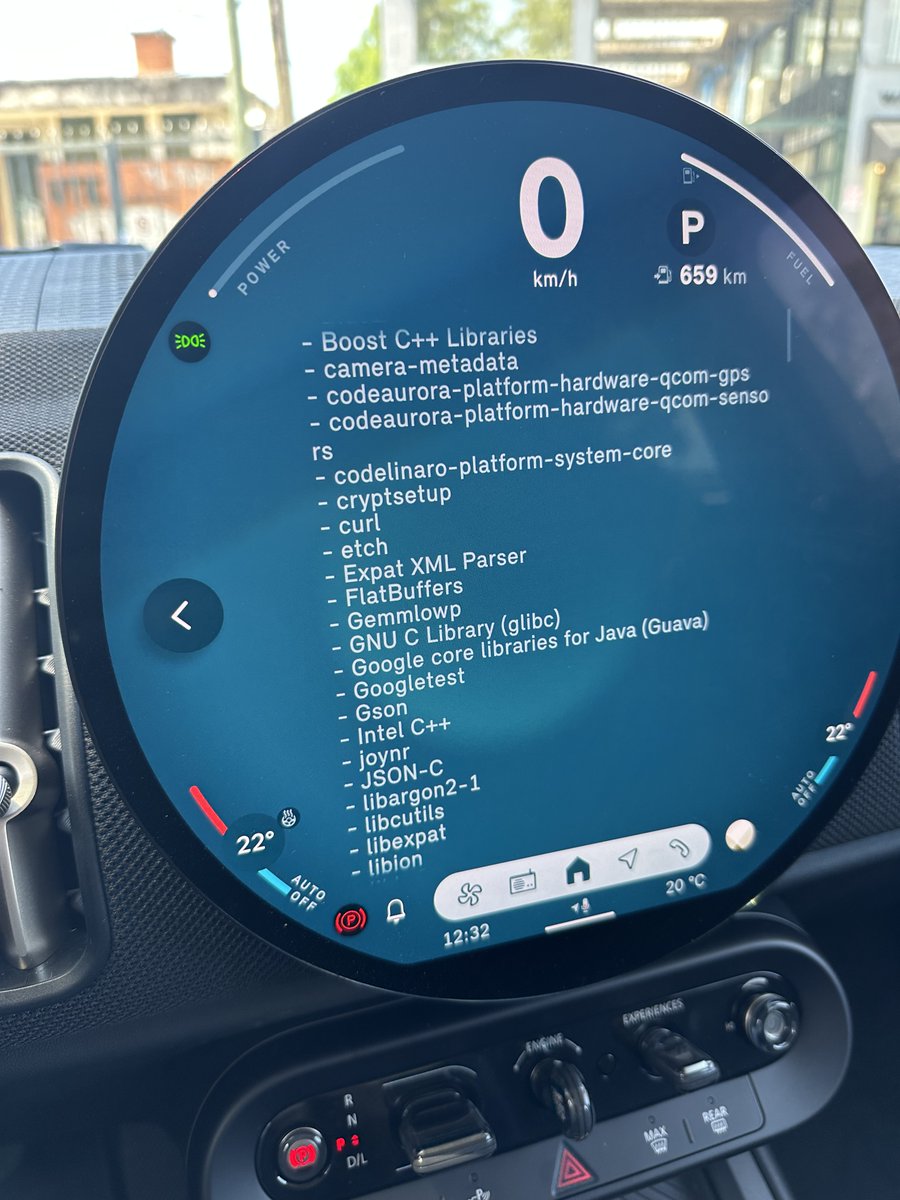 0
km/h
P
659 km
POWER
FUEL
- Boost C++ Libraries
- camera-metadata
- codeaurora-platform-hardware-qcom-gps
- codeaurora-platform-hardware-qcom-senso
rs
- codelinaro-platform-system-core
- cryptsetup
- curl
- etch
- Expat XML Parser
- FlatBuffers
- Gemmlowp
- GNU C Library (glibc)
- Google core libraries for Java (Guava)
- Googletest
- Gson
- Intel C++
- joynr
- JSON-C
- libargon2-1
- libcutils
- libexpat
- libion
22°
AUTO
OFF
22°
AUTO
OFF
P
12:32
20 °C
ENGINE
EXPERIENCES
R
N
P
D/L
P
MAX
REAR